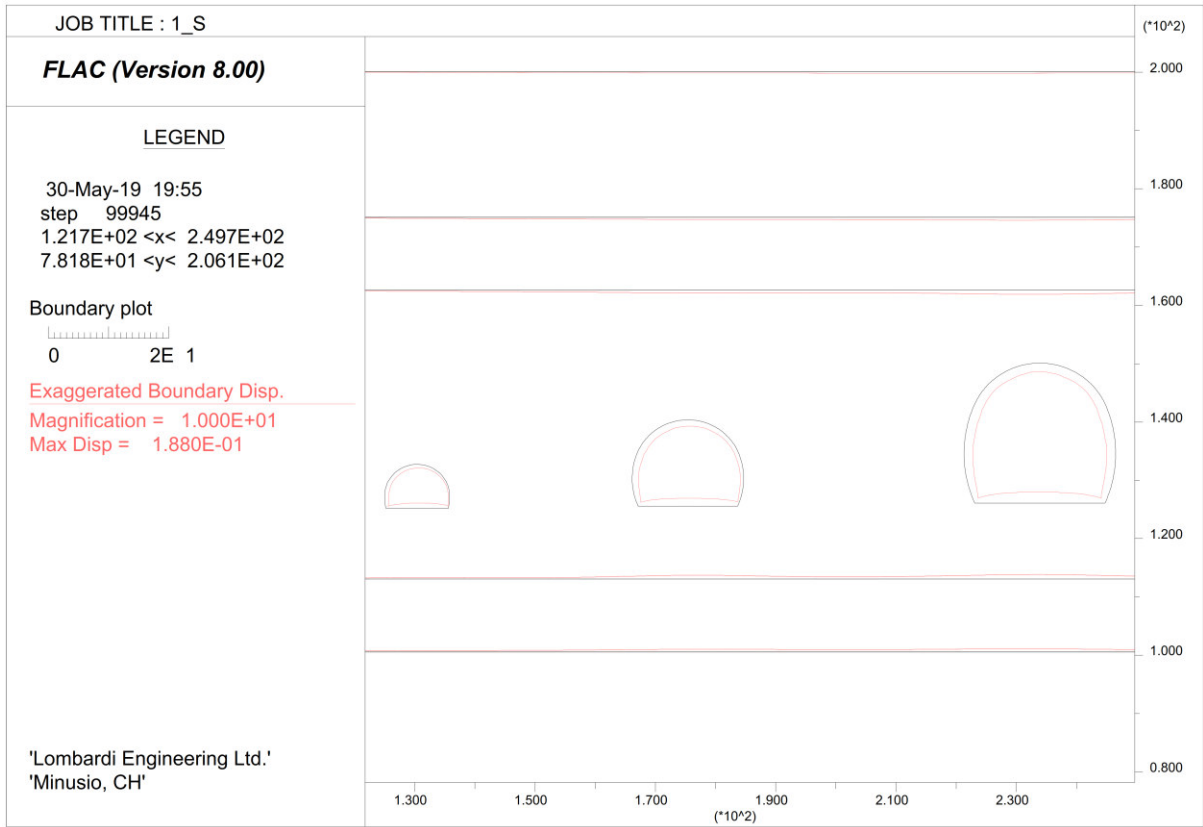 JOB TITLE : 1_S
FLAC (Version 8.00)
LEGEND
30-May-19 19:55
step 99945
1.217E+02 <x< 2.497E+02
7.818E+01 <y< 2.061E+02
Boundary plot
0 2E 1
Exaggerated Boundary Disp.
Magnification = 1.000E+01
Max Disp = 1.880E-01
'Lombardi Engineering Ltd.'
'Minusio, CH'
(*10^2)
2.000
1.800
1.600
1.400
1.200
1.000
0.800
1.300 1.500 1.700 1.900 2.100 2.300
(*10^2)